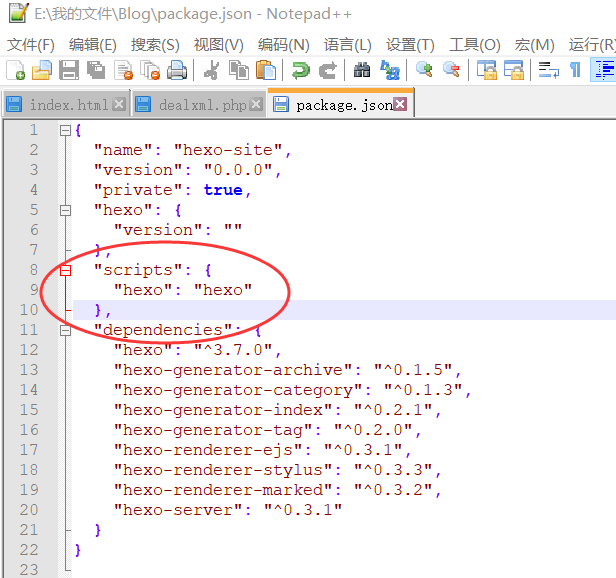 E:\我的文件\Blog\package.json - Notepad++
文件(F) 编辑(E) 搜索(S) 视图(V) 编码(N) 语言(L) 设置(T) 工具(O) 宏(M) 运行(R)
index.html dealxml.php package.json
1 {
2 "name": "hexo-site",
3 "version": "0.0.0",
4 "private": true,
5 "hexo": {
6 "version": ""
7 },
8 "scripts": {
9 "hexo": "hexo"
10 },
11 "dependencies": {
12 "hexo": "^3.7.0",
13 "hexo-generator-archive": "^0.1.5",
14 "hexo-generator-category": "^0.1.3",
15 "hexo-generator-index": "^0.2.1",
16 "hexo-generator-tag": "^0.2.0",
17 "hexo-renderer-ejs": "^0.3.1",
18 "hexo-renderer-stylus": "^0.3.3",
19 "hexo-renderer-marked": "^0.3.2",
20 "hexo-server": "^0.3.1"
21 }
22 }
23